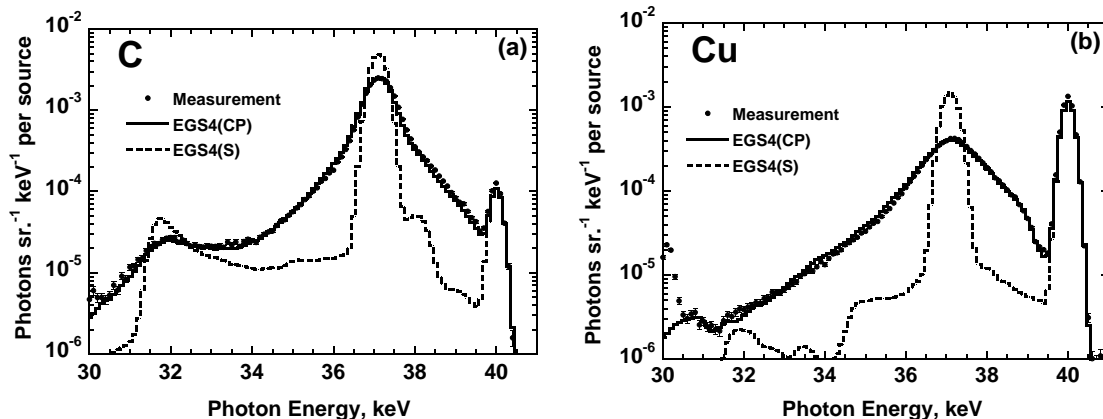 C
(a)
Measurement
EGS4(CP)
EGS4(S)
Photons sr.⁻¹ keV⁻¹ per source
10⁻²
10⁻³
10⁻⁴
10⁻⁵
10⁻⁶
30 32 34 36 38 40
Photon Energy, keV
Cu
(b)
Measurement
EGS4(CP)
EGS4(S)
Photons sr.⁻¹ keV⁻¹ per source
10⁻²
10⁻³
10⁻⁴
10⁻⁵
10⁻⁶
30 32 34 36 38 40
Photon Energy, keV